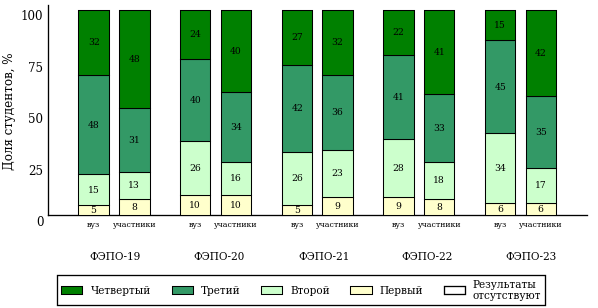 100
75
50
25
0
Доля студентов, %
32 48 24 40 27 32 22 41 15 42
48 31 40 34 42 36 41 33 45 35
15 13 26 16 26 23 28 18 34 17
5 8 10 10 5 9 9 8 6 6
вуз участники вуз участники вуз участники вуз участники вуз участники
ФЭПО-19 ФЭПО-20 ФЭПО-21 ФЭПО-22 ФЭПО-23
Четвертый Третий Второй Первый Результаты
отсутствуют